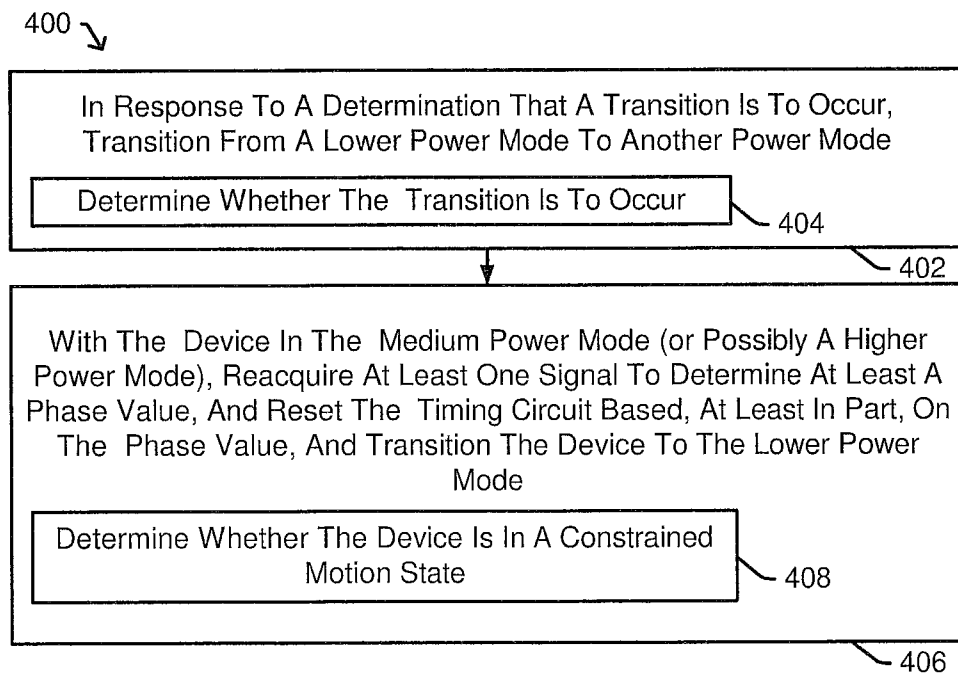 400
In Response To A Determination That A Transition Is To Occur,
Transition From A Lower Power Mode To Another Power Mode
Determine Whether The Transition Is To Occur
404
402
With The Device In The Medium Power Mode (or Possibly A Higher
Power Mode), Reacquire At Least One Signal To Determine At Least A
Phase Value, And Reset The Timing Circuit Based, At Least In Part, On
The Phase Value, And Transition The Device To The Lower Power
Mode
Determine Whether The Device Is In A Constrained
Motion State
408
406